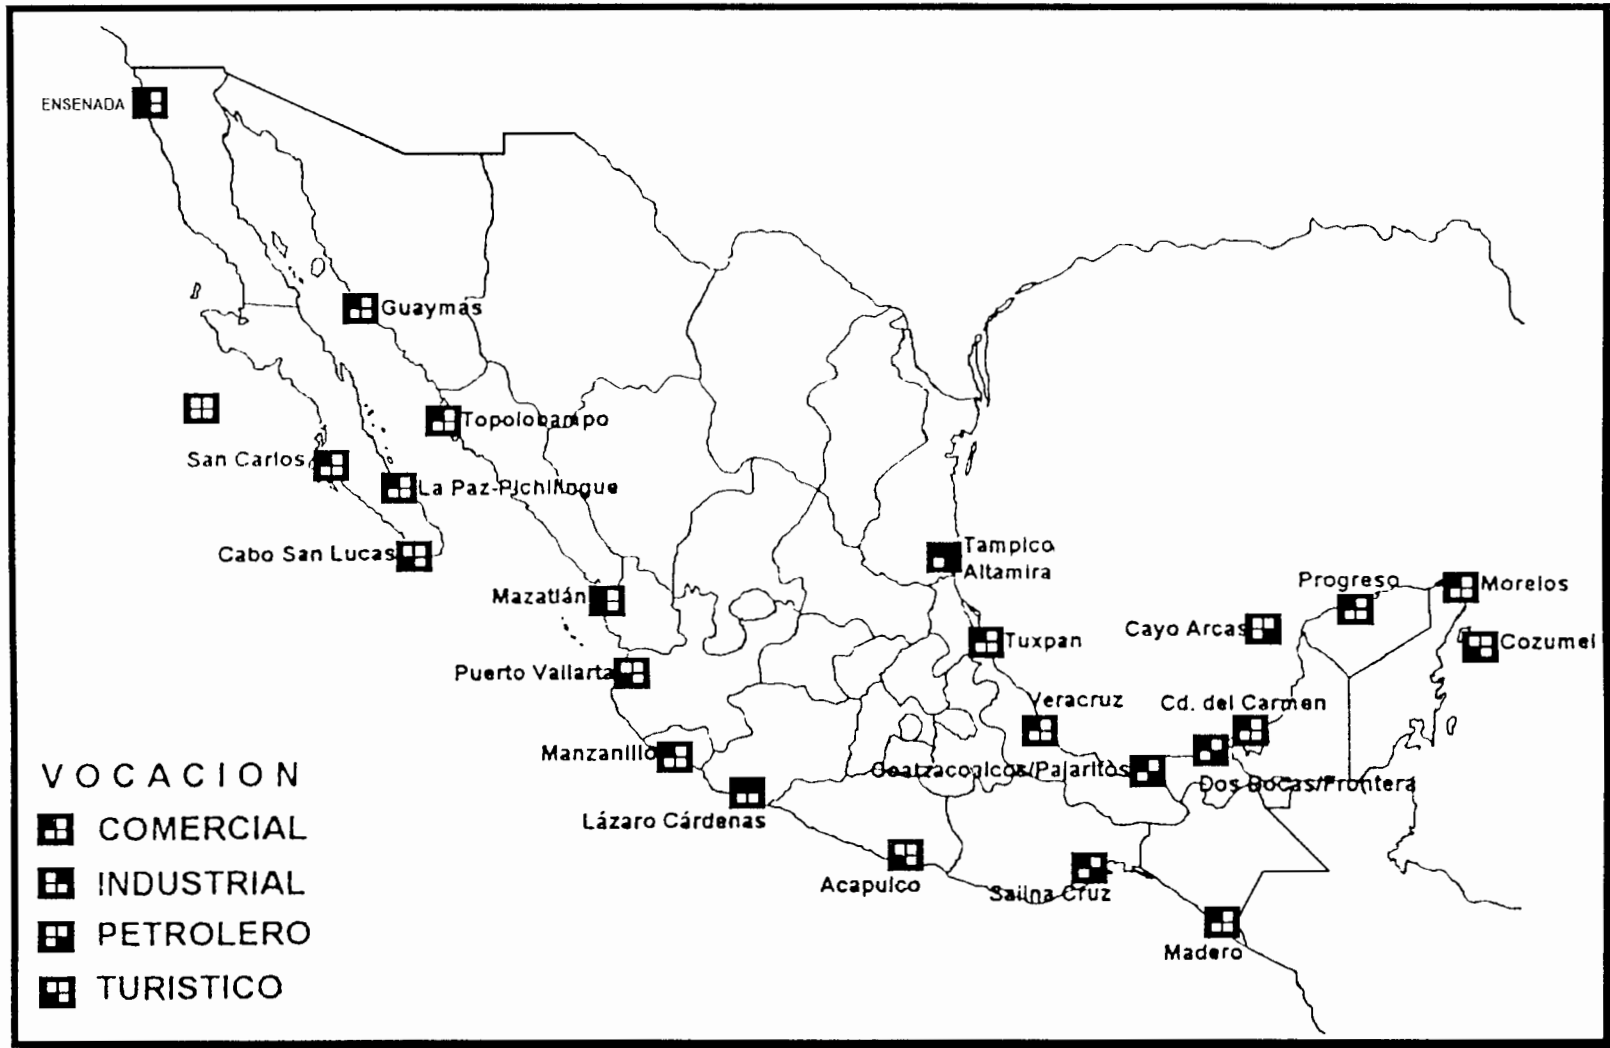 ENSENADA
Guaymas
Topolobampo
San Carlos
La Paz-Pichilingue
Cabo San Lucas
Mazatlán
Tampico
Altamira
Progreso
Morelos
Cayo Arcas
Tuxpan
Cozumel
Puerto Vallarta
Veracruz
Cd. del Carmen
Manzanillo
Coatzacoalcos/Pajaritos
Dos Bocas/Frontera
Lázaro Cárdenas
Acapulco
Salina Cruz
Madero
VOCACION
COMERCIAL
INDUSTRIAL
PETROLERO
TURISTICO